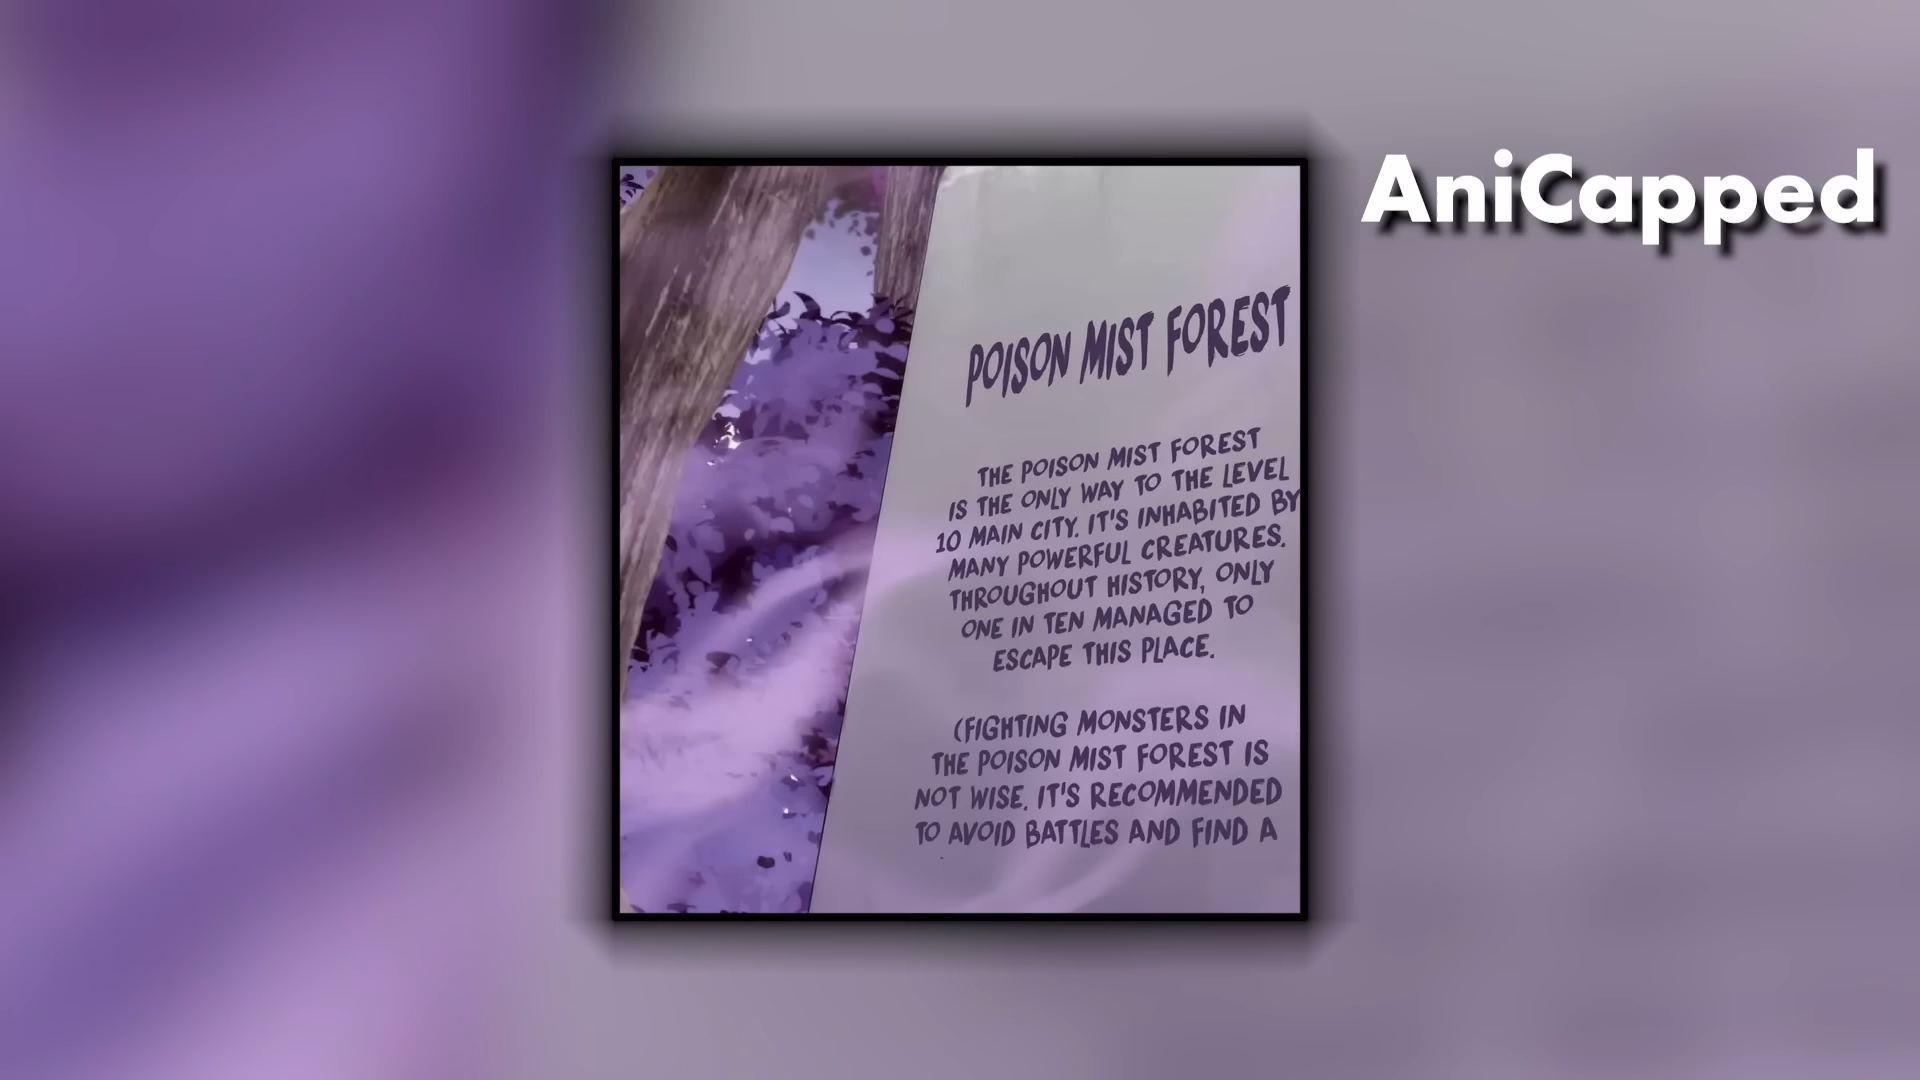 AniCapped
POISON MIST FOREST
THE POISON MIST FOREST
IS THE ONLY WAY TO THE LEVEL
10 MAIN CITY. IT'S INHABITED BY
MANY POWERFUL CREATURES.
THROUGHOUT HISTORY, ONLY
ONE IN TEN MANAGED TO
ESCAPE THIS PLACE.
(FIGHTING MONSTERS IN
THE POISON MIST FOREST IS
NOT WISE. IT'S RECOMMENDED
TO AVOID BATTLES AND FIND A